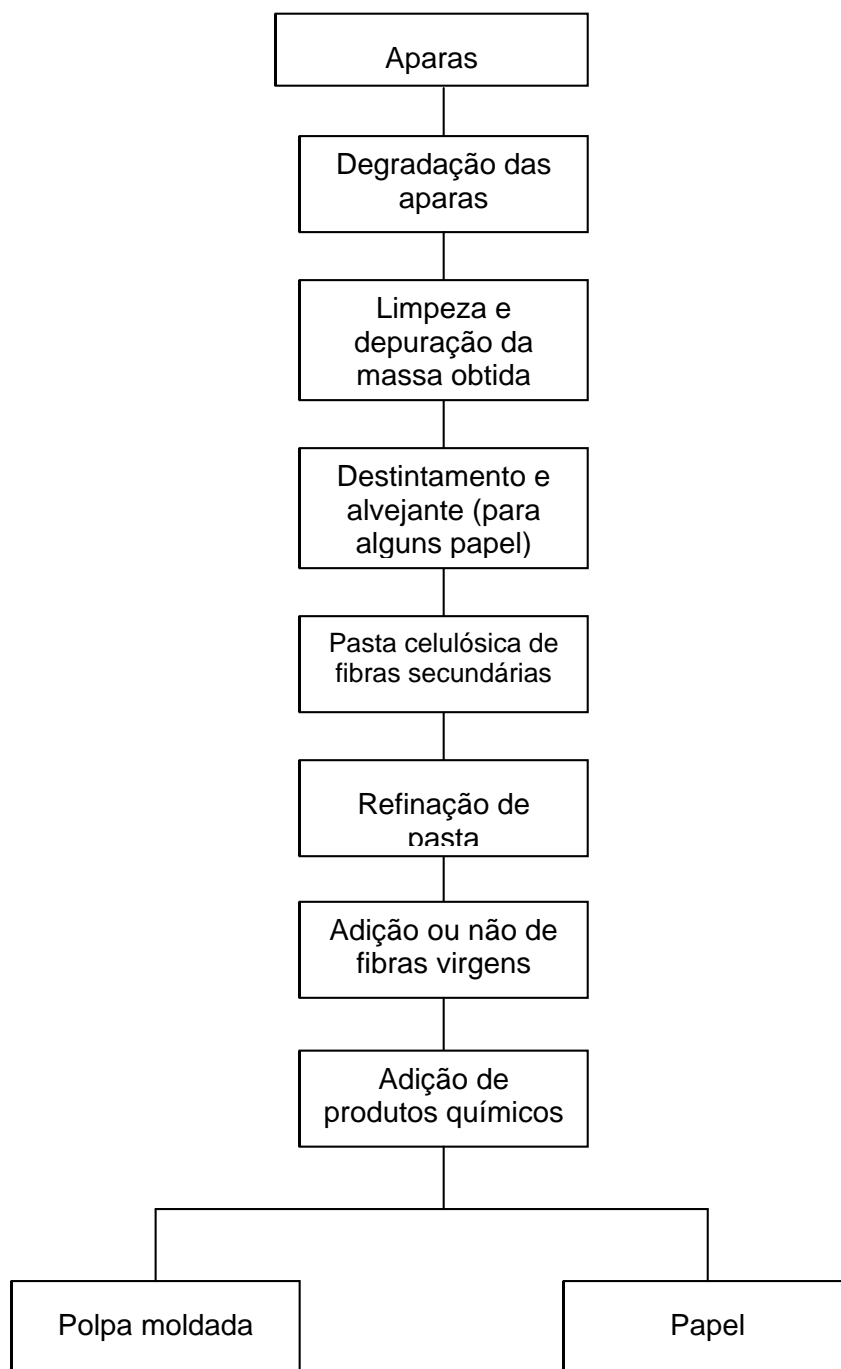 Aparas
Degradação das
aparas
Limpeza e
depuração da
massa obtida
Destintamento e
alvejante (para
alguns papel)
Pasta celulósica de
fibras secundárias
Refinação de
pasta
Adição ou não de
fibras virgens
Adição de
produtos químicos
Polpa moldada
Papel